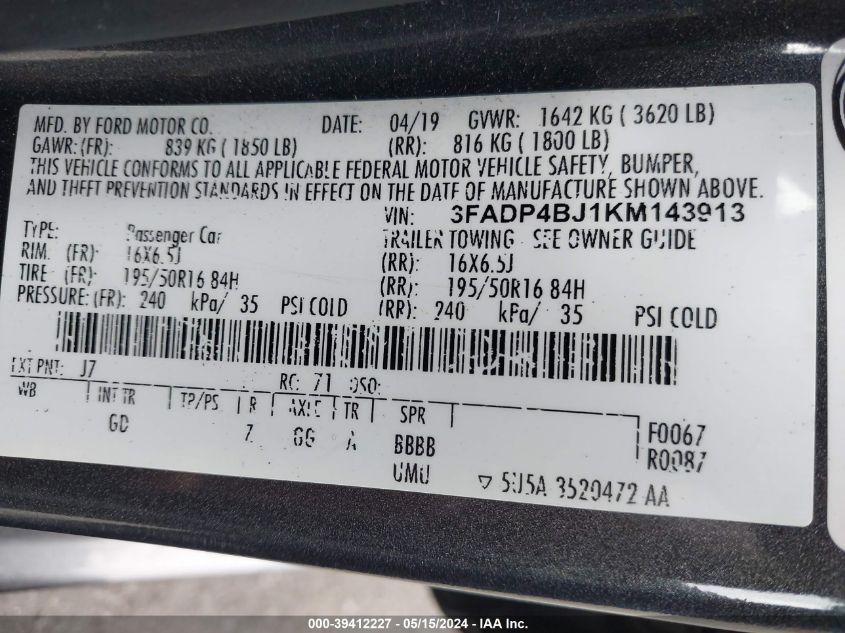 MFD. BY FORD MOTOR CO. DATE: 04/19 GVWR: 1642 KG ( 3620 LB)
GAWR: (FR): 839 KG ( 1850 LB) (RR): 816 KG ( 1800 LB)
THIS VEHICLE CONFORMS TO ALL APPLICABLE FEDERAL MOTOR VEHICLE SAFETY, BUMPER,
AND THEFT PREVENTION STANDARDS IN EFFECT ON THE DATE OF MANUFACTURE SHOWN ABOVE.
VIN: 3FADP4BJ1KM143913
TYPE: Passenger Car TRAILER TOWING - SEE OWNER GUIDE
RIM: (FR): 16X6.5J (RR): 16X6.5J
TIRE (FR): 195/50R16 84H (RR): 195/50R16 84H
PRESSURE: (FR): 240 kPa/ 35 PSI COLD (RR): 240 kPa/ 35 PSI COLD
EXT PNT: J7 RC: 71 DSO:
WB INT TR TP/PS R AXLE TR SPR F0067
GD 7 GG A BBBB R0087
UMU 5U5A 3520472 AA
000-39412227 - 05/15/2024 - IAA Inc.